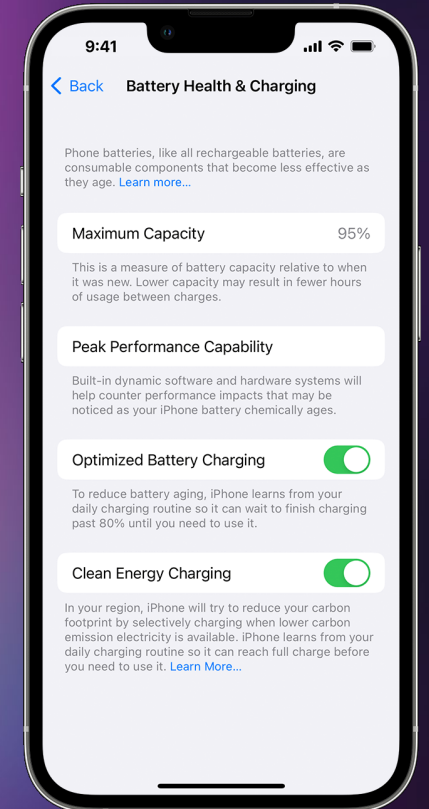 9:41
Back
Battery Health & Charging
Phone batteries, like all rechargeable batteries, are
consumable components that become less effective as
they age. Learn more...
Maximum Capacity 95%
This is a measure of battery capacity relative to when
it was new. Lower capacity may result in fewer hours
of usage between charges.
Peak Performance Capability
Built-in dynamic software and hardware systems will
help counter performance impacts that may be
noticed as your iPhone battery chemically ages.
Optimized Battery Charging
To reduce battery aging, iPhone learns from your
daily charging routine so it can wait to finish charging
past 80% until you need to use it.
Clean Energy Charging
In your region, iPhone will try to reduce your carbon
footprint by selectively charging when lower carbon
emission electricity is available. iPhone learns from your
daily charging routine so it can reach full charge before
you need to use it. Learn More...